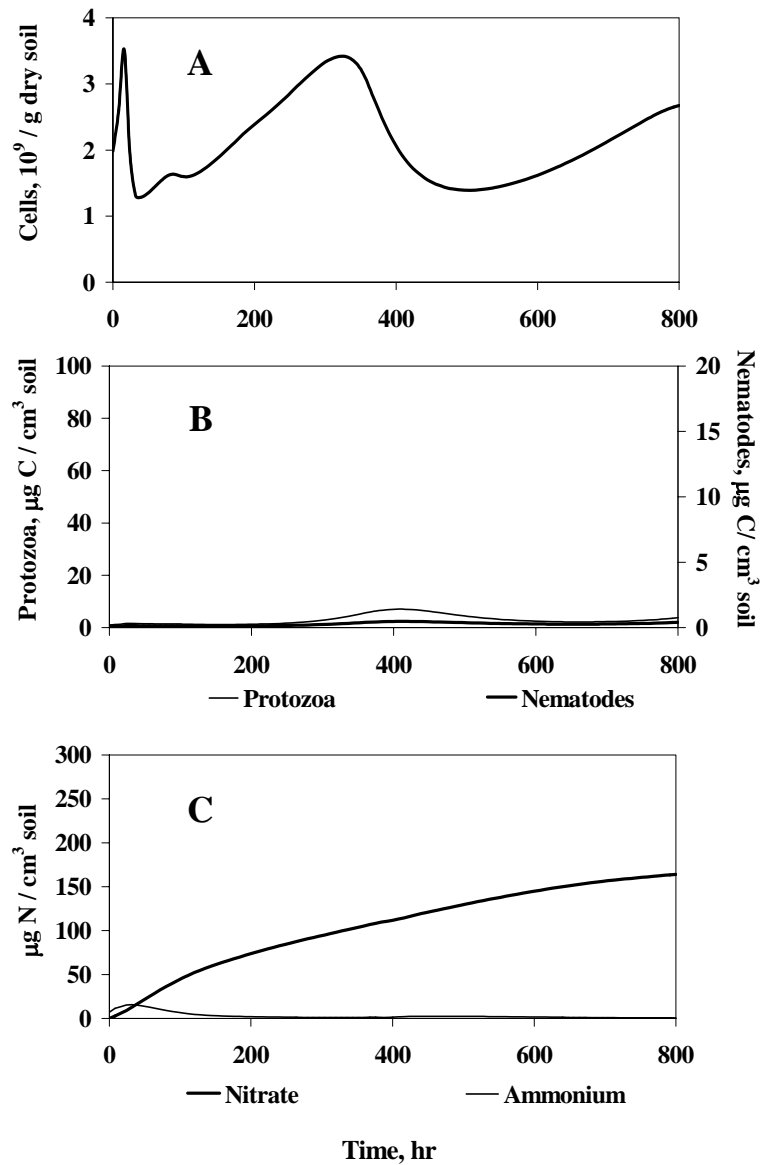 Cells, 10⁹ / g dry soil
4
3
2
1
0
A
0 200 400 600 800
Protozoa, µg C / cm³ soil
100
80
60
40
20
0
B
20
15
10
5
0
Nematodes, µg C/ cm³ soil
0 200 400 600 800
Protozoa Nematodes
µg N / cm³ soil
300
250
200
150
100
50
0
C
0 200 400 600 800
Nitrate Ammonium
Time, hr